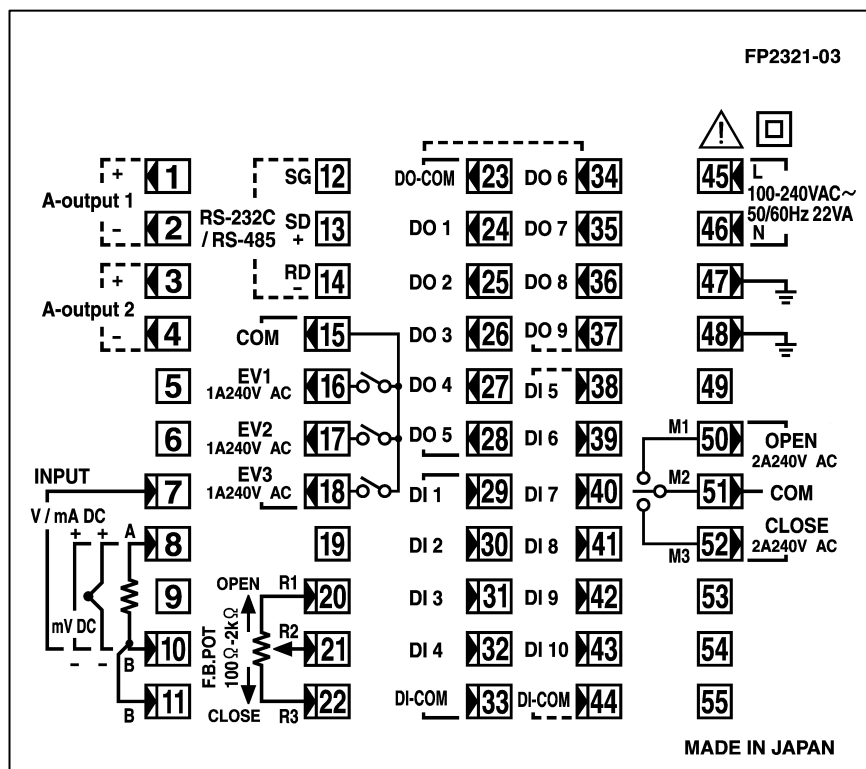 FP2321-03
A-output 1
+
-
1
2
A-output 2
+
-
3
4
5
6
INPUT
7
V / mA DC
+ + A
8
9
mV DC
- - B
10
B
11
RS-232C
/ RS-485
SG 12
SD
+
13
RD
-
14
COM 15
EV1
1A240V AC
16
EV2
1A240V AC
17
EV3
1A240V AC
18
19
F.B.POT
100Ω-2kΩ
OPEN
R1 20
R2 21
R3 22
CLOSE
DO-COM 23
DO 1 24
DO 2 25
DO 3 26
DO 4 27
DO 5 28
DI 1 29
DI 2 30
DI 3 31
DI 4 32
DI-COM 33
DO 6 34
DO 7 35
DO 8 36
DO 9 37
DI 5 38
DI 6 39
DI 7 40
DI 8 41
DI 9 42
DI 10 43
DI-COM 44
!
45 L
100-240VAC~
50/60Hz 22VA
46 N
47
48
49
M1 50
OPEN
2A240V AC
M2 51 COM
M3 52
CLOSE
2A240V AC
53
54
55
MADE IN JAPAN